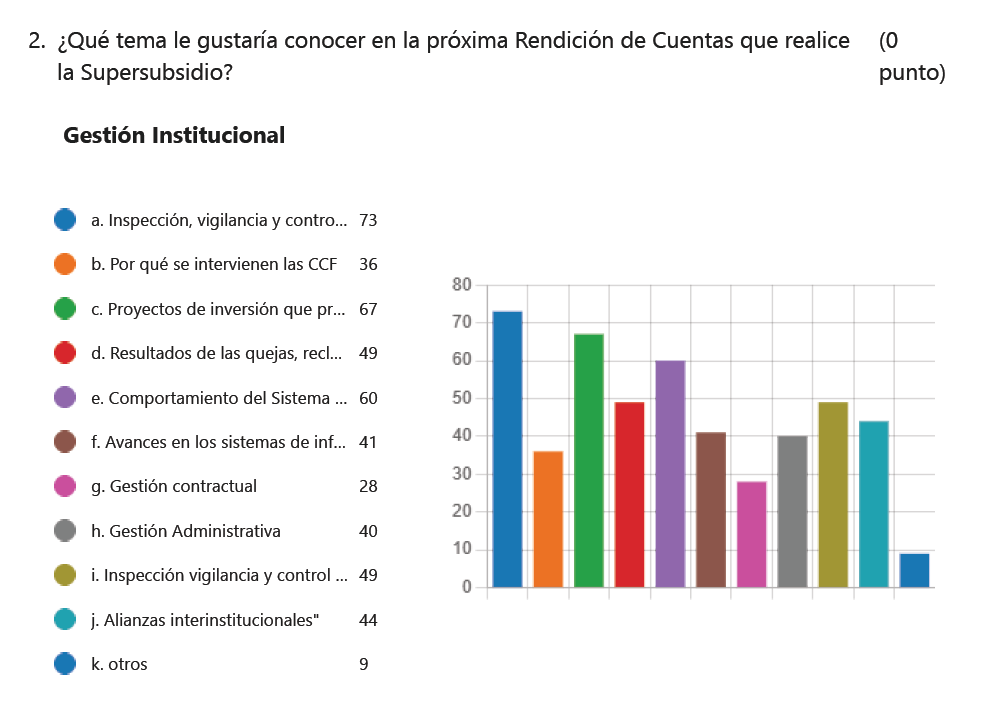 2. ¿Qué tema le gustaría conocer en la próxima Rendición de Cuentas que realice (0
la Supersubsidio? punto)
Gestión Institucional
a. Inspección, vigilancia y contro... 73
b. Por qué se intervienen las CCF 36
c. Proyectos de inversión que pr... 67
d. Resultados de las quejas, recl... 49
e. Comportamiento del Sistema ... 60
f. Avances en los sistemas de inf... 41
g. Gestión contractual 28
h. Gestión Administrativa 40
i. Inspección vigilancia y control ... 49
j. Alianzas interinstitucionales" 44
k. otros 9
80
70
60
50
40
30
20
10
0